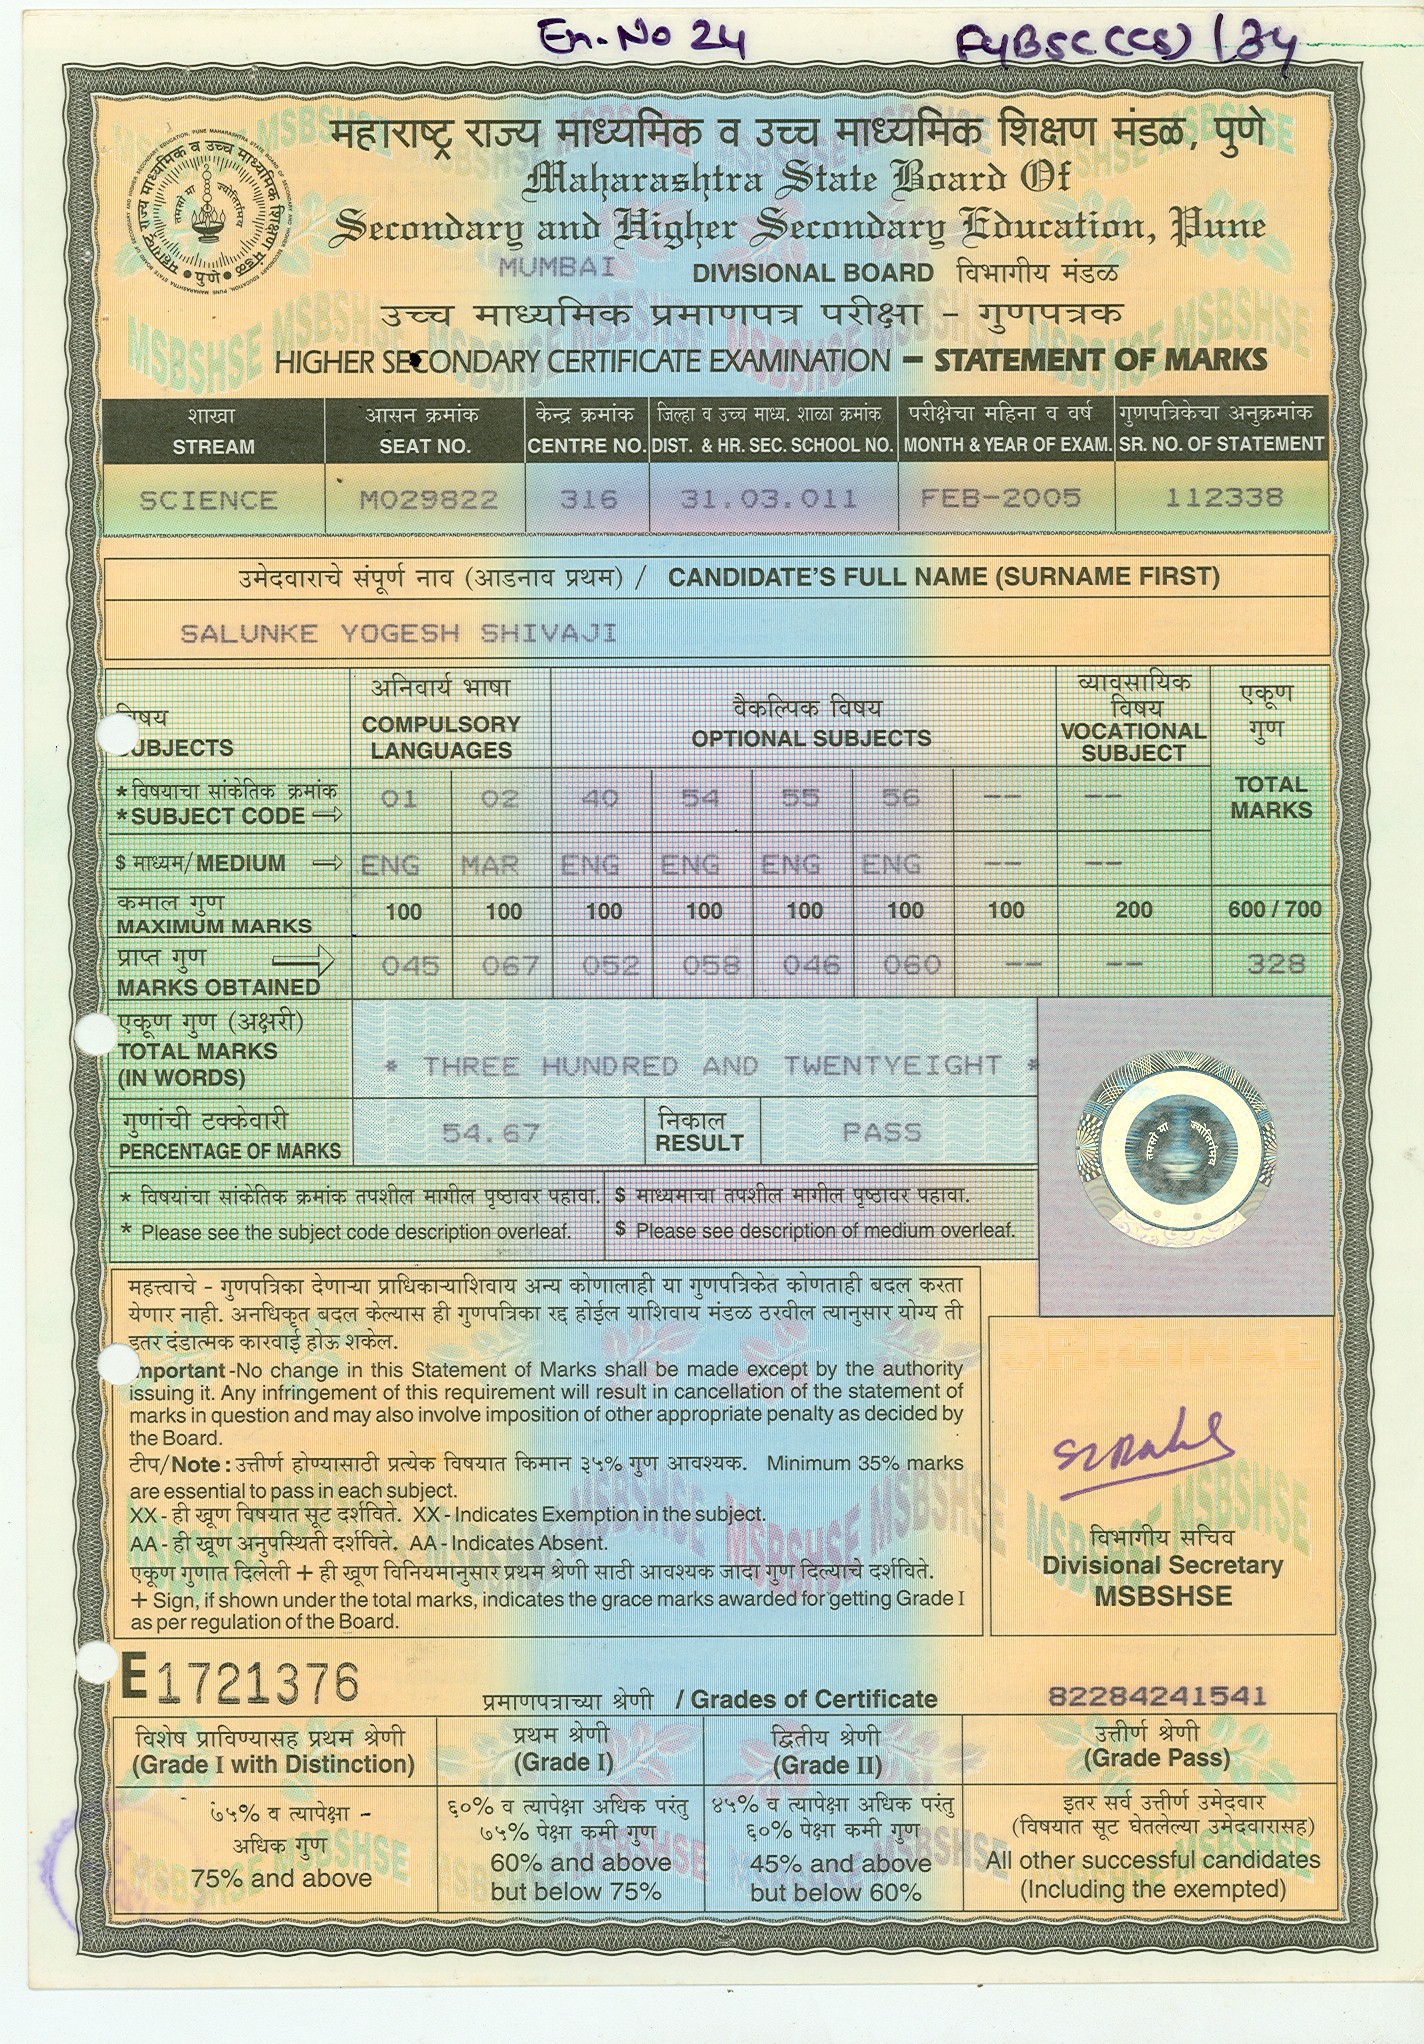 En. No 24
FyBSC(CS) / 34
महाराष्ट्र राज्य माध्यमिक व उच्च माध्यमिक शिक्षण मंडळ, पुणे
Maharashtra State Board Of
Secondary and Higher Secondary Education, Pune
MUMBAI DIVISIONAL BOARD विभागीय मंडळ
उच्च माध्यमिक प्रमाणपत्र परीक्षा - गुणपत्रक
HIGHER SECONDARY CERTIFICATE EXAMINATION - STATEMENT OF MARKS
शाखा आसन क्रमांक केन्द्र क्रमांक जिल्हा व उच्च माध्य. शाळा क्रमांक परीक्षेचा महिना व वर्ष गुणपत्रिकेचा अनुक्रमांक
STREAM SEAT NO. CENTRE NO. DIST. & HR. SEC. SCHOOL NO. MONTH & YEAR OF EXAM. SR. NO. OF STATEMENT
SCIENCE M029822 316 31.03.011 FEB-2005 112338
उमेदवाराचे संपूर्ण नाव (आडनाव प्रथम) / CANDIDATE'S FULL NAME (SURNAME FIRST)
SALUNKE YOGESH SHIVAJI
विषय
SUBJECTS
अनिवार्य भाषा
COMPULSORY
LANGUAGES
वैकल्पिक विषय
OPTIONAL SUBJECTS
व्यावसायिक
विषय
VOCATIONAL
SUBJECT
एकूण
गुण
TOTAL
MARKS
* विषयाचा सांकेतिक क्रमांक
* SUBJECT CODE 01 02 40 54 55 56 -- --
$ माध्यम/ MEDIUM ENG MAR ENG ENG ENG ENG -- --
कमाल गुण
MAXIMUM MARKS 100 100 100 100 100 100 100 200 600 / 700
प्राप्त गुण
MARKS OBTAINED 045 067 052 058 046 060 -- -- 328
एकूण गुण (अक्षरी)
TOTAL MARKS
(IN WORDS)
* THREE HUNDRED AND TWENTYEIGHT *
गुणांची टक्केवारी
PERCENTAGE OF MARKS
54.67
निकाल
RESULT
PASS
* विषयांचा सांकेतिक क्रमांक तपशील मागील पृष्ठावर पहावा. $ माध्यमाचा तपशील मागील पृष्ठावर पहावा.
* Please see the subject code description overleaf. $ Please see description of medium overleaf.
महत्त्वाचे - गुणपत्रिका देणाऱ्या प्राधिकाऱ्याशिवाय अन्य कोणालाही या गुणपत्रिकेत कोणताही बदल करता
येणार नाही. अनधिकृत बदल केल्यास ही गुणपत्रिका रद्द होईल याशिवाय मंडळ ठरवील त्यानुसार योग्य ती
इतर दंडात्मक कारवाई होऊ शकेल.
Important - No change in this Statement of Marks shall be made except by the authority
issuing it. Any infringement of this requirement will result in cancellation of the statement of
marks in question and may also involve imposition of other appropriate penalty as decided by
the Board.
टीप/Note : उत्तीर्ण होण्यासाठी प्रत्येक विषयात किमान ३५% गुण आवश्यक. Minimum 35% marks
are essential to pass in each subject.
XX - ही खूण विषयात सूट दर्शविते. XX - Indicates Exemption in the subject.
AA - ही खूण अनुपस्थिती दर्शविते. AA - Indicates Absent.
एकूण गुणात दिलेली + ही खूण विनियमानुसार प्रथम श्रेणी साठी आवश्यक जादा गुण दिल्याचे दर्शविते.
+ Sign, if shown under the total marks, indicates the grace marks awarded for getting Grade I
as per regulation of the Board.
विभागीय सचिव
Divisional Secretary
MSBSHSE
E 1721376
प्रमाणपत्राच्या श्रेणी / Grades of Certificate
82284241541
विशेष प्राविण्यासह प्रथम श्रेणी
(Grade I with Distinction)
प्रथम श्रेणी
(Grade I)
द्वितीय श्रेणी
(Grade II)
उत्तीर्ण श्रेणी
(Grade Pass)
७५% व त्यापेक्षा -
अधिक गुण
75% and above
६०% व त्यापेक्षा अधिक परंतु
७५% पेक्षा कमी गुण
60% and above
but below 75%
४५% व त्यापेक्षा अधिक परंतु
६०% पेक्षा कमी गुण
45% and above
but below 60%
इतर सर्व उत्तीर्ण उमेदवार
(विषयात सूट घेतलेल्या उमेदवारासह)
All other successful candidates
(Including the exempted)